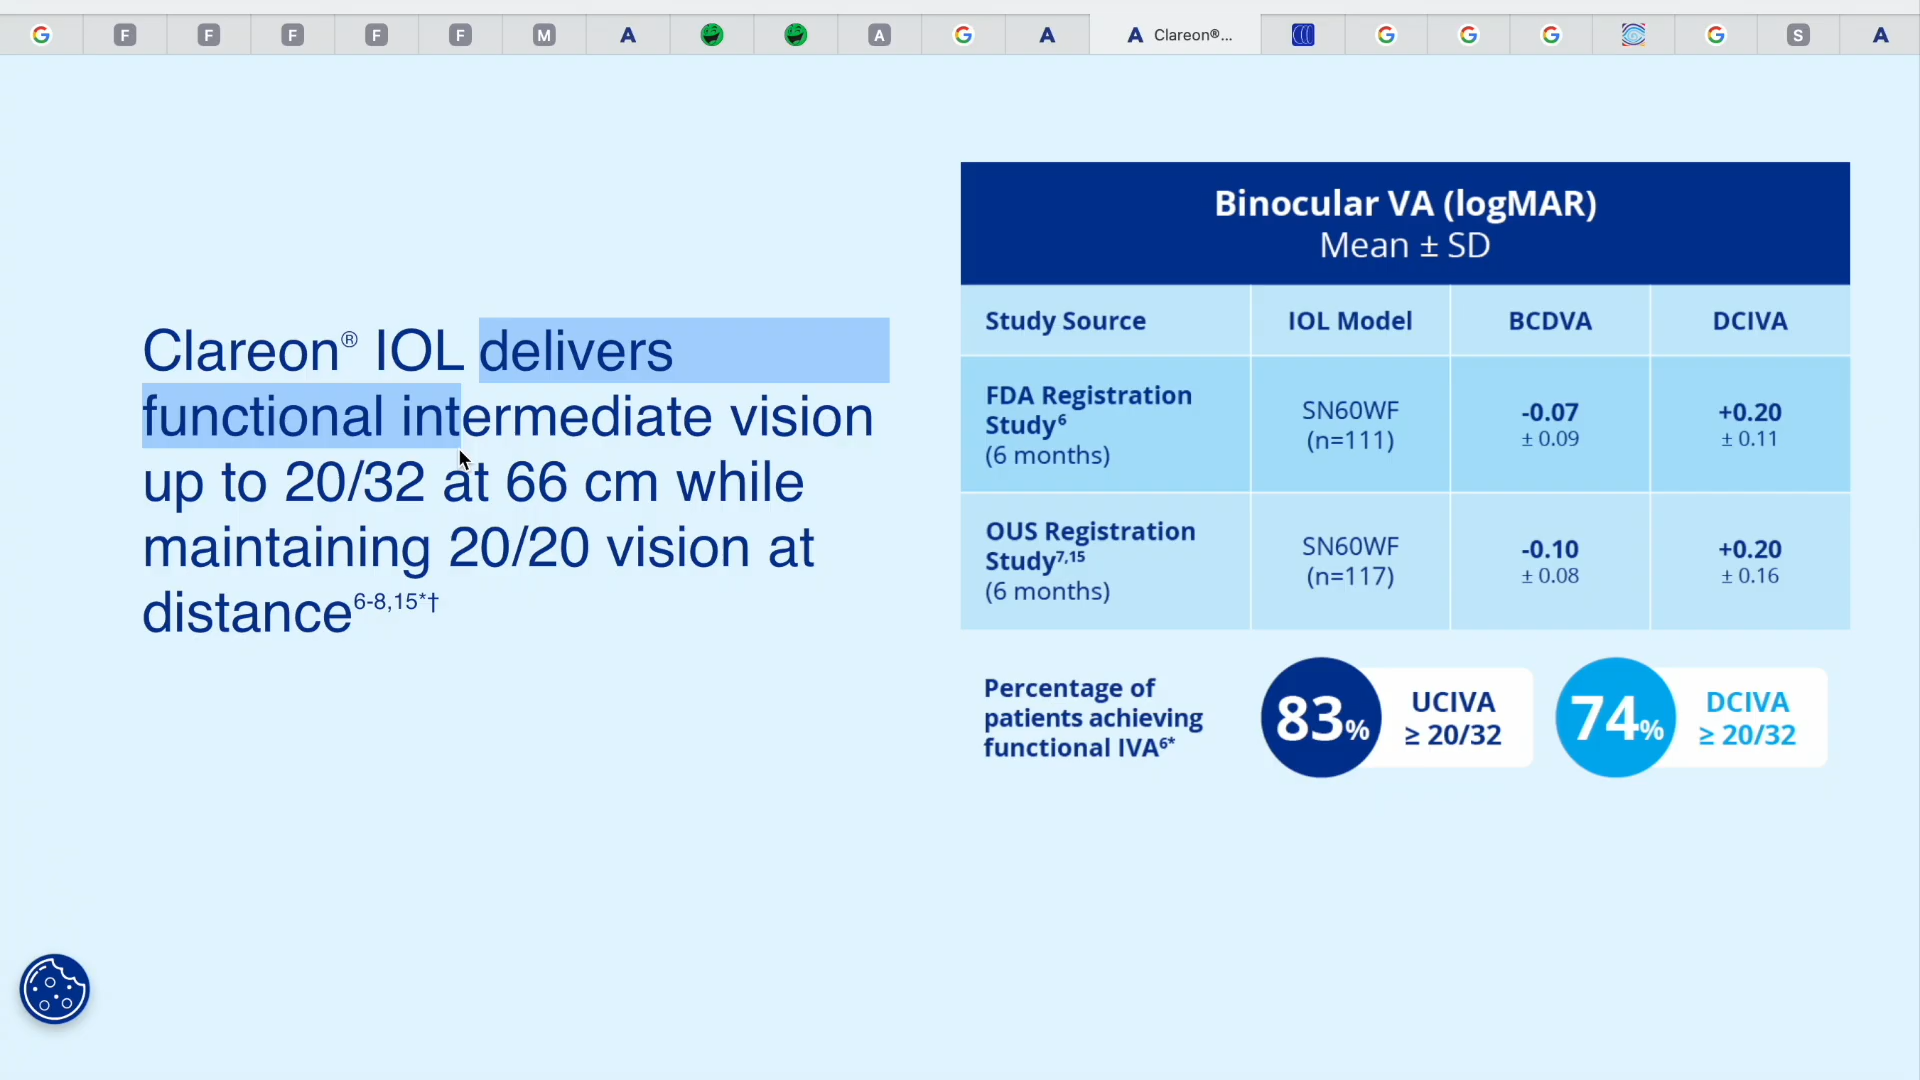 F F F F F M A A A A Clareon®... S A
Clareon® IOL delivers
functional intermediate vision
up to 20/32 at 66 cm while
maintaining 20/20 vision at
distance6-8,15*†
Binocular VA (logMAR)
Mean ± SD
Study Source IOL Model BCDVA DCIVA
FDA Registration
Study6
(6 months)
SN60WF
(n=111)
-0.07
± 0.09
+0.20
± 0.11
OUS Registration
Study7,15
(6 months)
SN60WF
(n=117)
-0.10
± 0.08
+0.20
± 0.16
Percentage of
patients achieving
functional IVA6*
83%
UCIVA
≥ 20/32
74%
DCIVA
≥ 20/32